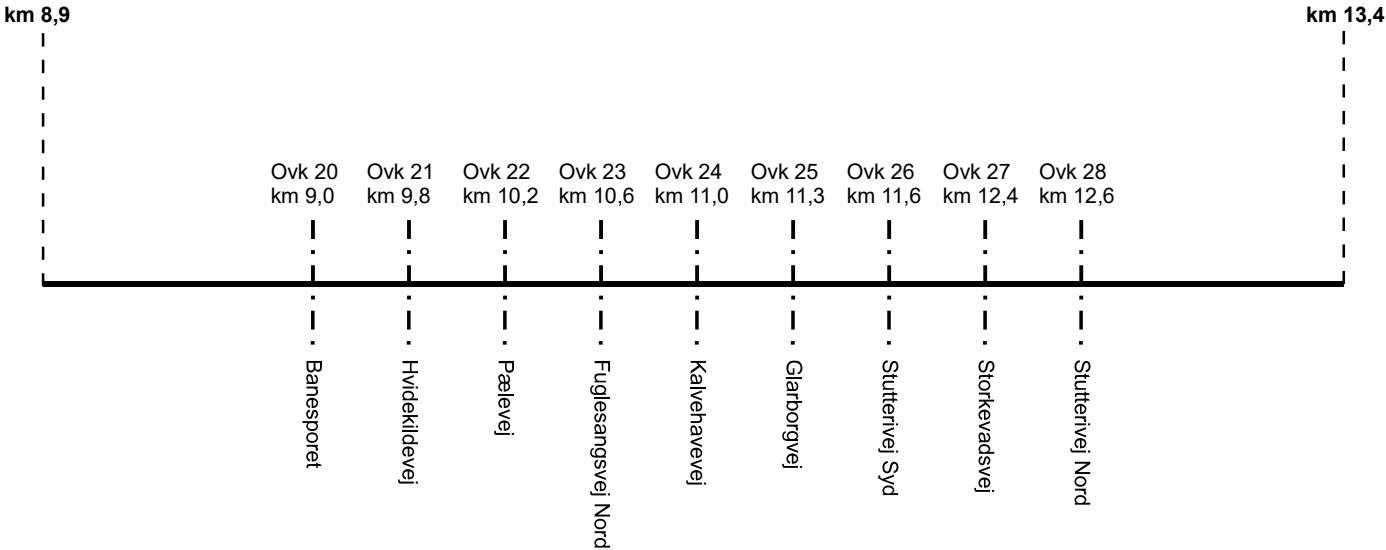 km 8,9
km 13,4
Ovk 20
km 9,0
Ovk 21
km 9,8
Ovk 22
km 10,2
Ovk 23
km 10,6
Ovk 24
km 11,0
Ovk 25
km 11,3
Ovk 26
km 11,6
Ovk 27
km 12,4
Ovk 28
km 12,6
Banesporet
Hvidekildevej
Pælevej
Fuglesangsvej Nord
Kalvehavevej
Glarborgvej
Stutterivej Syd
Storkevadsvej
Stutterivej Nord